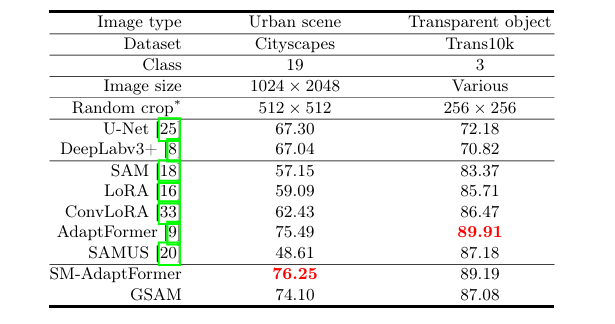 Image type Urban scene Transparent object
Dataset Cityscapes Trans10k
Class 19 3
Image size 1024 × 2048 Various
Random crop* 512 × 512 256 × 256
U-Net [25] 67.30 72.18
DeepLabv3+ [8] 67.04 70.82
SAM [18] 57.15 83.37
LoRA [16] 59.09 85.71
ConvLoRA [33] 62.43 86.47
AdaptFormer [9] 75.49 89.91
SAMUS [20] 48.61 87.18
SM-AdaptFormer 76.25 89.19
GSAM 74.10 87.08